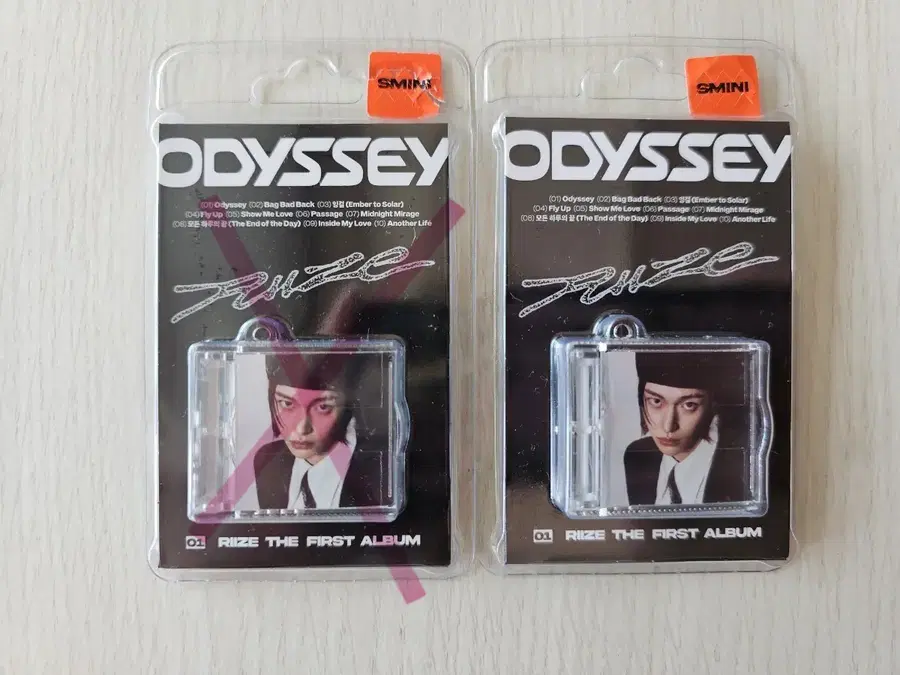 SMINI
ODYSSEY
(01) Odyssey (02) Bag Bad Back (03) 잉걸 (Ember to Solar)
(04) Fly Up (05) Show Me Love (06) Passage (07) Midnight Mirage
(08) 모든 하루의 끝 (The End of the Day) (09) Inside My Love (10) Another Life
RIIZE
01 RIIZE THE FIRST ALBUM
SMINI
ODYSSEY
(01) Odyssey (02) Bag Bad Back (03) 잉걸 (Ember to Solar)
(04) Fly Up (05) Show Me Love (06) Passage (07) Midnight Mirage
(08) 모든 하루의 끝 (The End of the Day) (09) Inside My Love (10) Another Life
RIIZE
01 RIIZE THE FIRST ALBUM